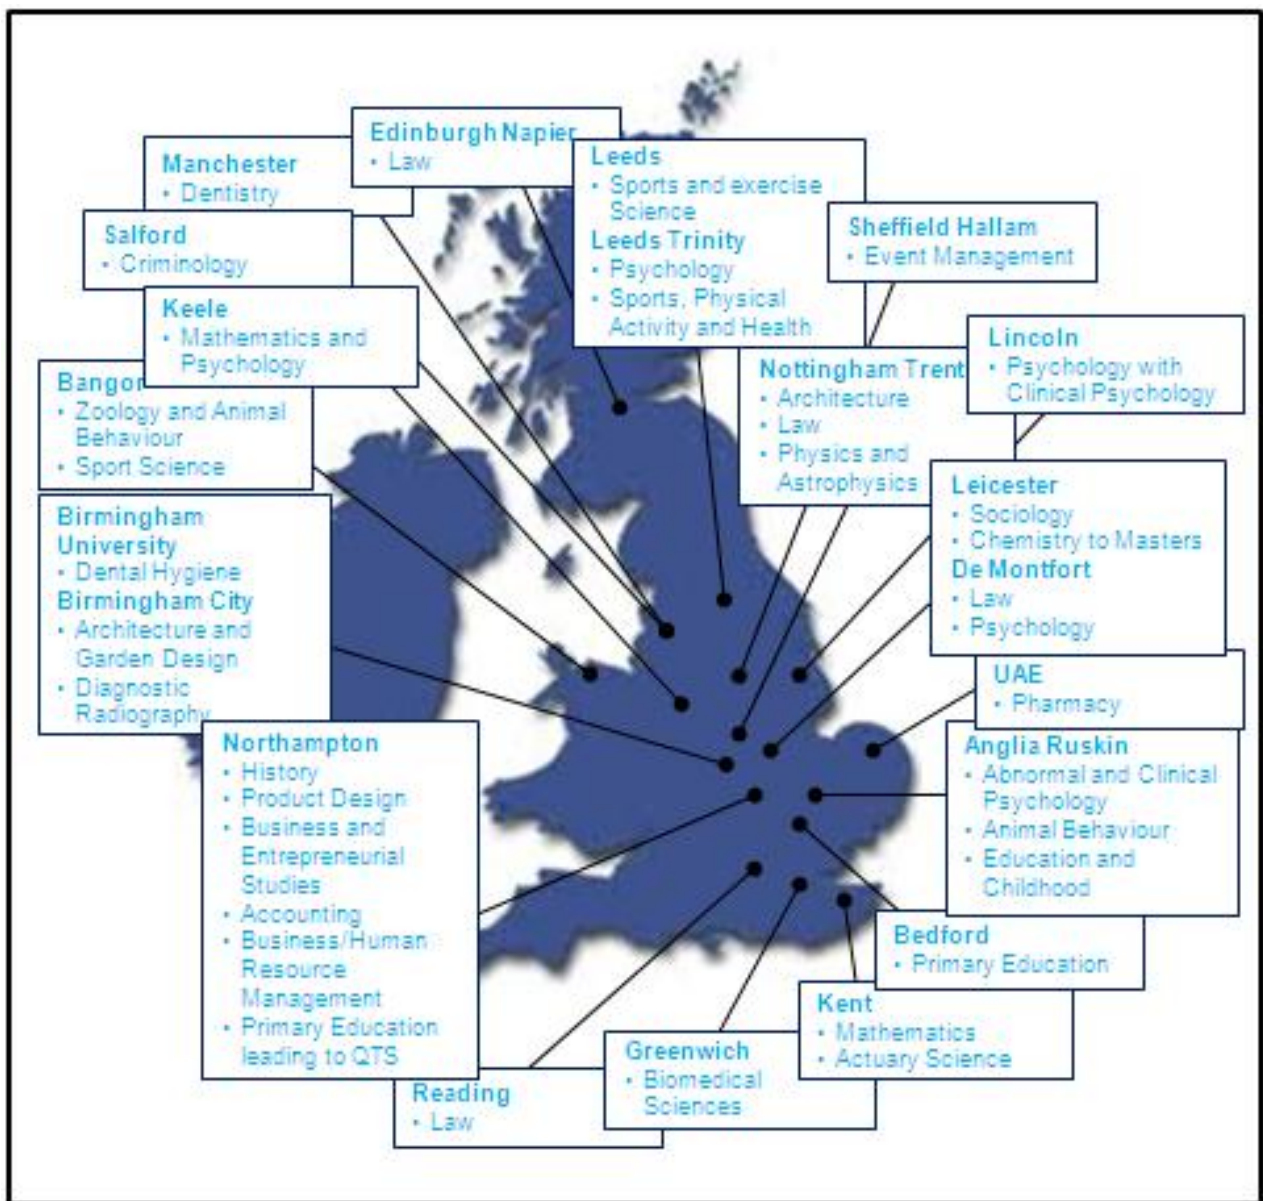 Edinburgh Napier
• Law
Manchester
• Dentistry
Leeds
• Sports and exercise
Science
Leeds Trinity
• Psychology
• Sports, Physical
Activity and Health
Salford
• Criminology
Sheffield Hallam
• Event Management
Keele
• Mathematics and
Psychology
Lincoln
• Psychology with
Clinical Psychology
Nottingham Trent
• Architecture
• Law
• Physics and
Astrophysics
Bangor
• Zoology and Animal
Behaviour
• Sport Science
Leicester
• Sociology
• Chemistry to Masters
De Montfort
• Law
• Psychology
Birmingham
University
• Dental Hygiene
Birmingham City
• Architecture and
Garden Design
• Diagnostic
Radiography
UAE
• Pharmacy
Northampton
• History
• Product Design
• Business and
Entrepreneurial
Studies
• Accounting
• Business/Human
Resource
Management
• Primary Education
leading to QTS
Anglia Ruskin
• Abnormal and Clinical
Psychology
• Animal Behaviour
• Education and
Childhood
Bedford
• Primary Education
Kent
• Mathematics
• Actuary Science
Greenwich
• Biomedical
Sciences
Reading
• Law